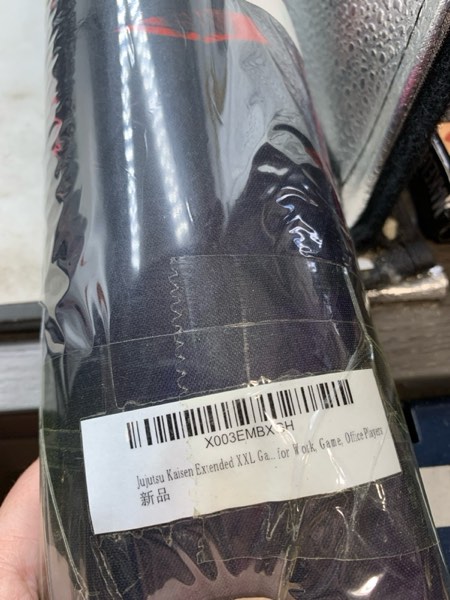 Jujutsu Kaisen Extended XXL Ga... for Work, Game, Office Players
新品